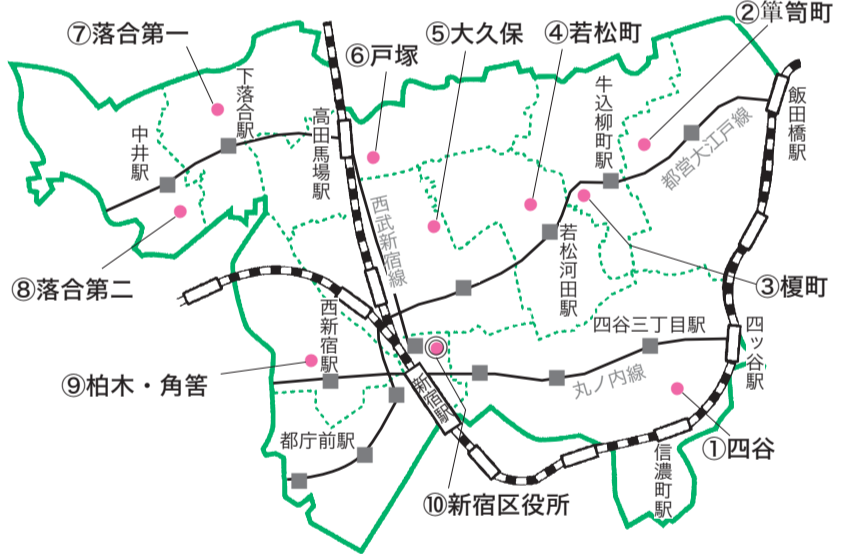 ⑦落合第一
⑥戸塚
⑤大久保
④若松町
②簞笥町
下落合駅
中井駅
高田馬場駅
牛込柳町駅
飯田橋駅
都営大江戸線
西武新宿線
若松河田駅
③榎町
⑧落合第二
西新宿駅
四谷三丁目駅
四ッ谷駅
⑨柏木・角筈
新宿駅
丸ノ内線
都庁前駅
①四谷
信濃町駅
⑩新宿区役所